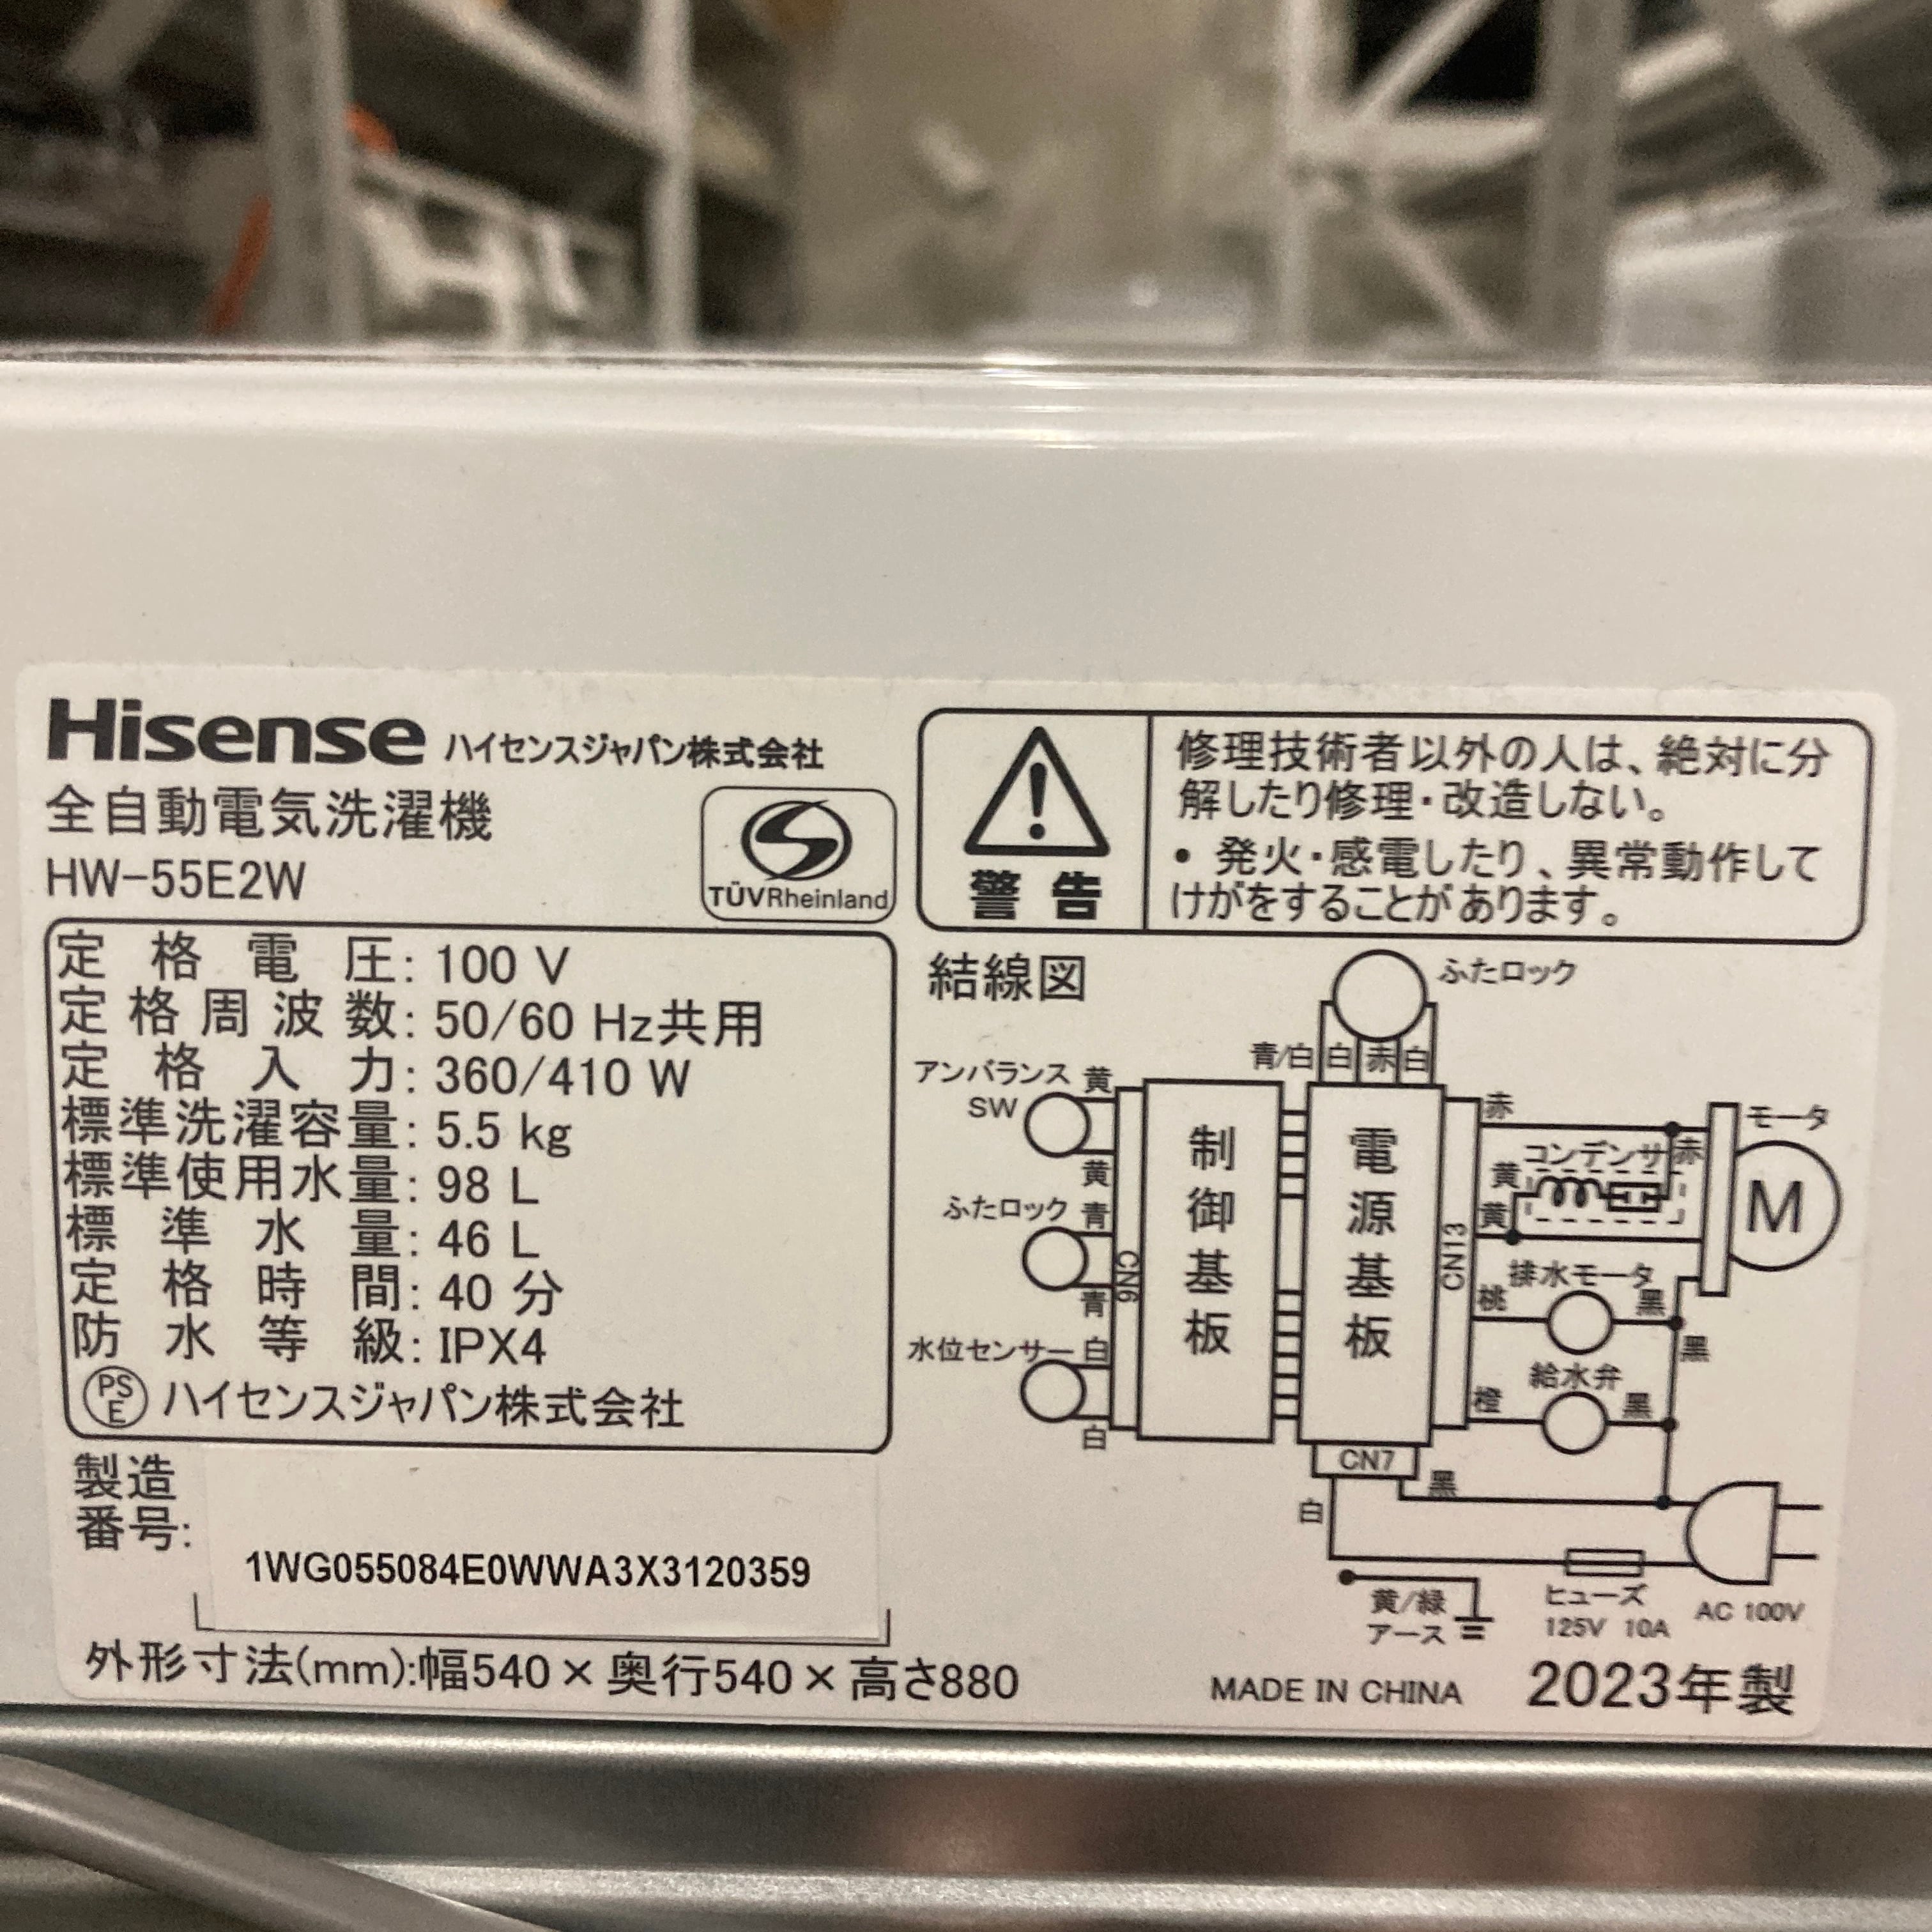 Hisense ハイセンスジャパン株式会社
全自動電気洗濯機
HW-55E2W
TÜVRheinland
定格電圧: 100 V
定格周波数: 50/60 Hz共用
定格入力: 360/410 W
標準洗濯容量: 5.5 kg
標準使用水量: 98 L
標準水量: 46 L
定格時間: 40 分
防水等級: IPX4
PS
E ハイセンスジャパン株式会社
製造
番号:
1WG055084E0WWA3X3120359
外形寸法(mm):幅540×奥行540×高さ880
警告
修理技術者以外の人は、絶対に分
解したり修理・改造しない。
• 発火・感電したり、異常動作して
けがをすることがあります。
結線図
ふたロック
青/白 白 赤 白
アンバランス 黄
SW
黄
ふたロック 青
青
水位センサー 白
白
CN6
制御基板
電源基板
CN13
CN7
赤
モータ
コンデンサ 赤
黄
黄
M
排水モータ
桃 黒
黒
給水弁
橙 黒
黒
白
ヒューズ
125V 10A
AC 100V
黄/緑
アース
MADE IN CHINA 2023年製